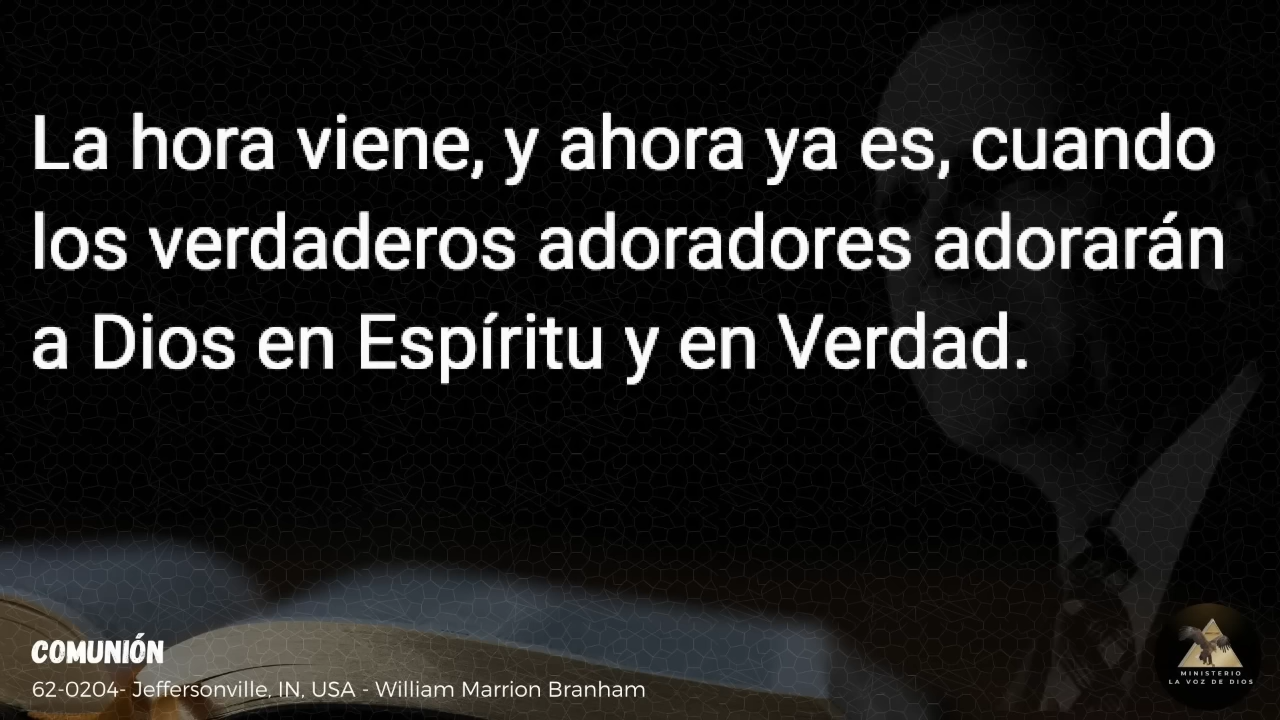 La hora viene, y ahora ya es, cuando
los verdaderos adoradores adorarán
a Dios en Espíritu y en Verdad.
COMUNIÓN
62-0204- Jeffersonville, IN, USA - William Marrion Branham
MINISTERIO
LA VOZ DE DIOS